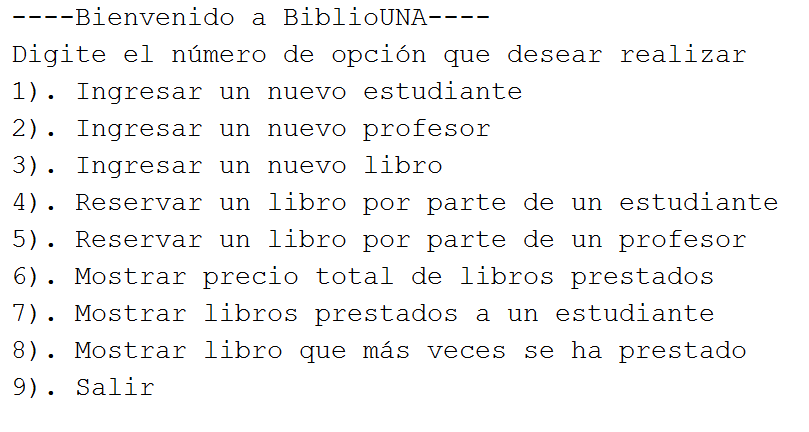 ----Bienvenido a BiblioUNA----
Digite el número de opción que desear realizar
1). Ingresar un nuevo estudiante
2). Ingresar un nuevo profesor
3). Ingresar un nuevo libro
4). Reservar un libro por parte de un estudiante
5). Reservar un libro por parte de un profesor
6). Mostrar precio total de libros prestados
7). Mostrar libros prestados a un estudiante
8). Mostrar libro que más veces se ha prestado
9). Salir